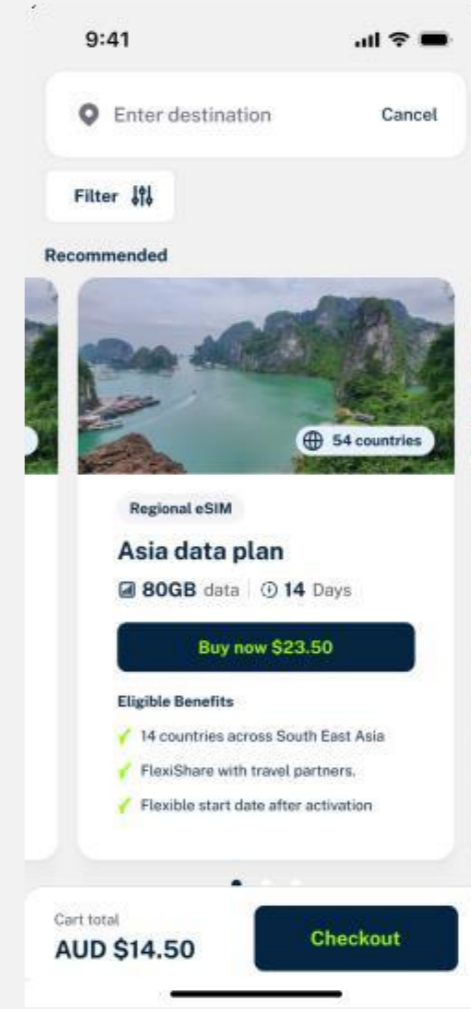 9:41
Enter destination Cancel
Filter
Recommended
54 countries
Regional eSIM
Asia data plan
80GB data 14 Days
Buy now $23.50
Eligible Benefits
14 countries across South East Asia
FlexiShare with travel partners.
Flexible start date after activation
Cart total
AUD $14.50
Checkout